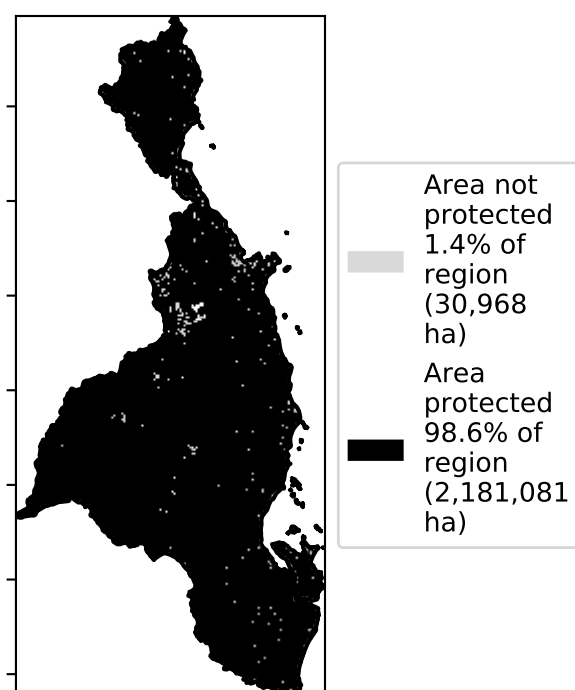 Area not
protected
1.4% of
region
(30,968
ha)
Area
protected
98.6% of
region
(2,181,081
ha)